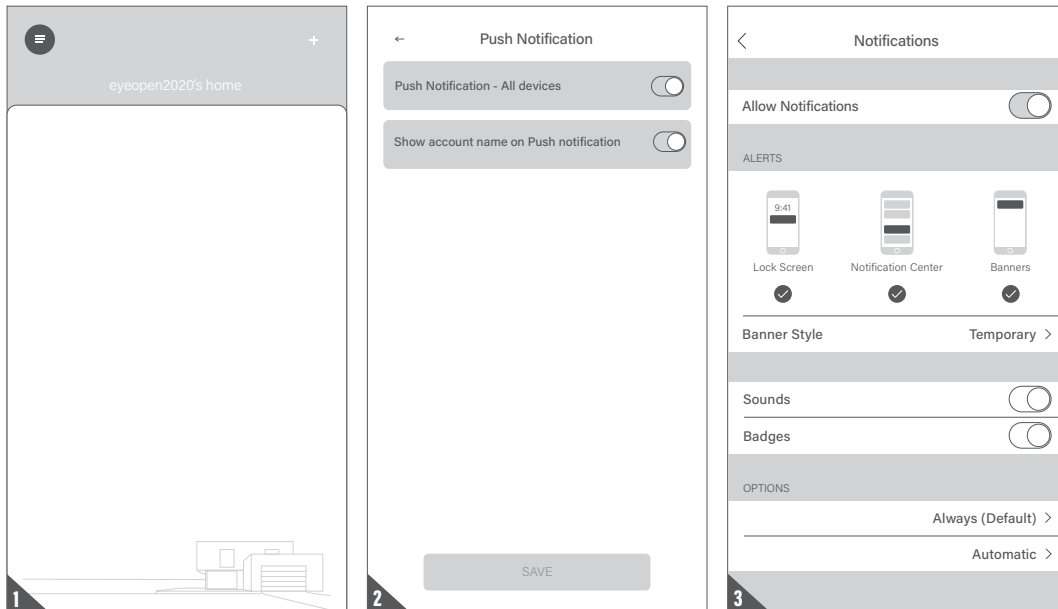 +
eyeopen2020's home
1
← Push Notification
Push Notification - All devices
Show account name on Push notification
SAVE
2
Notifications
Allow Notifications
ALERTS
9:41
Lock Screen Notification Center Banners
Banner Style Temporary >
Sounds
Badges
OPTIONS
Always (Default) >
Automatic >
3